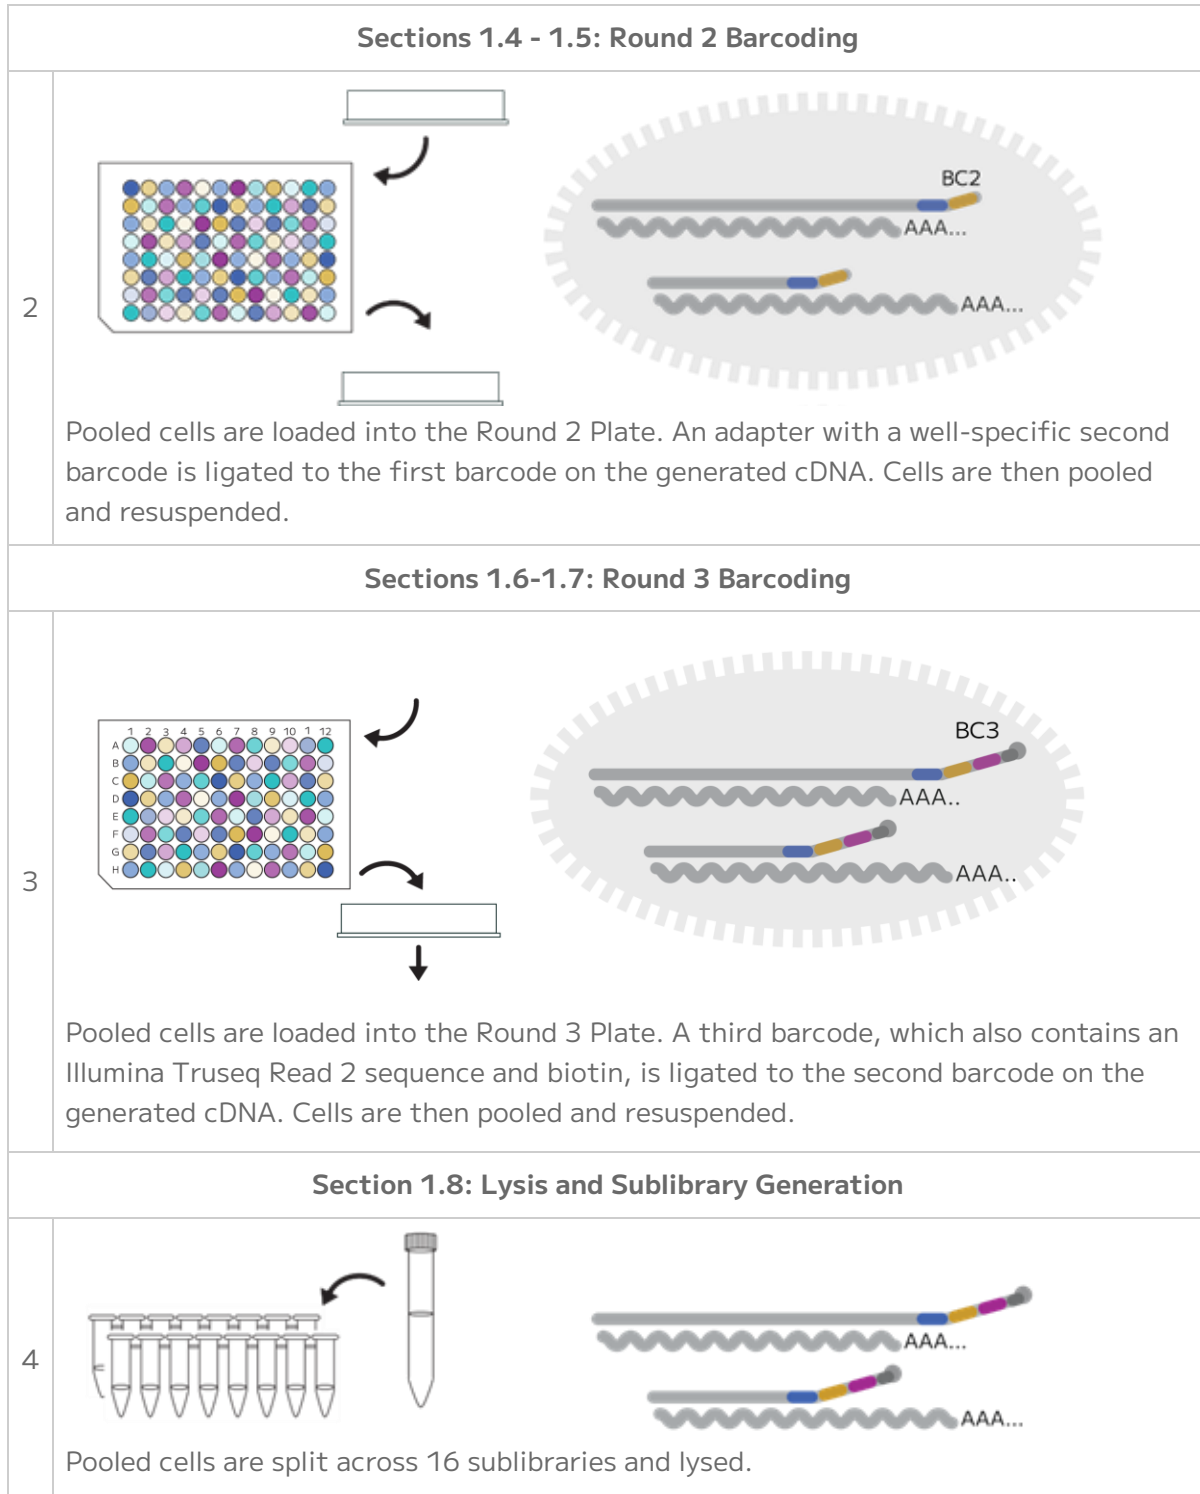 Sections 1.4 - 1.5: Round 2 Barcoding
2
BC2
AAA...
AAA...
Pooled cells are loaded into the Round 2 Plate. An adapter with a well-specific second
barcode is ligated to the first barcode on the generated cDNA. Cells are then pooled
and resuspended.
Sections 1.6-1.7: Round 3 Barcoding
3
1 2 3 4 5 6 7 8 9 10 1 12
A
B
C
D
E
F
G
H
BC3
AAA..
AAA..
Pooled cells are loaded into the Round 3 Plate. A third barcode, which also contains an
Illumina Truseq Read 2 sequence and biotin, is ligated to the second barcode on the
generated cDNA. Cells are then pooled and resuspended.
Section 1.8: Lysis and Sublibrary Generation
4
AAA...
AAA...
Pooled cells are split across 16 sublibraries and lysed.